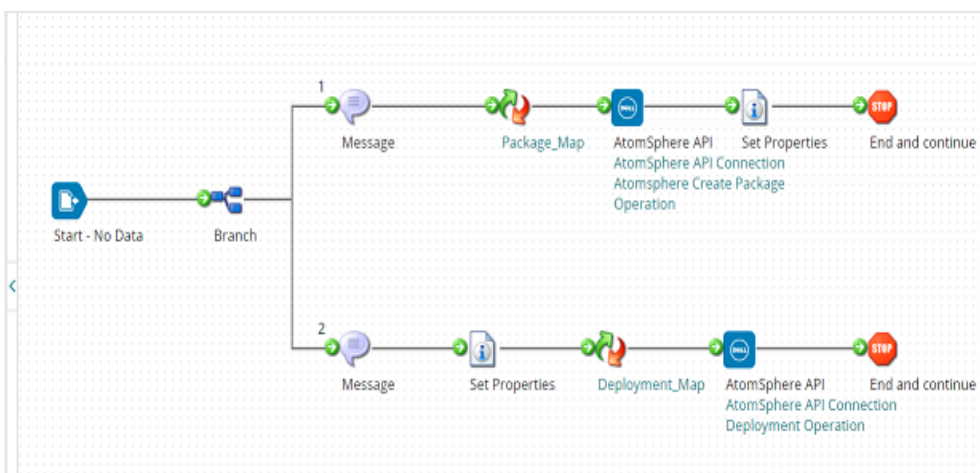 1
Message
Package_Map
AtomSphere API
AtomSphere API Connection
Atomsphere Create Package
Operation
Set Properties
STOP
End and continue
Start - No Data
Branch
2
Message
Set Properties
Deployment_Map
DELL
AtomSphere API
AtomSphere API Connection
Deployment Operation
STOP
End and continue